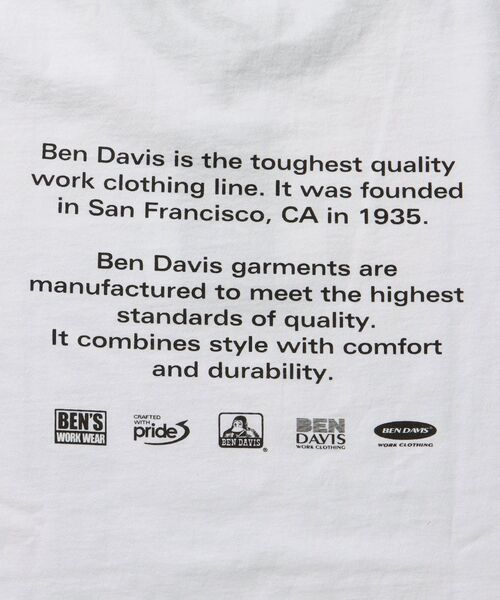 Ben Davis is the toughest quality
work clothing line. It was founded
in San Francisco, CA in 1935.
Ben Davis garments are
manufactured to meet the highest
standards of quality.
It combines style with comfort
and durability.
BEN'S
WORK WEAR
CRAFTED
WITH
pride
BEN DAVIS
®
BEN
DAVIS
WORK CLOTHING
BEN DAVIS
WORK CLOTHING